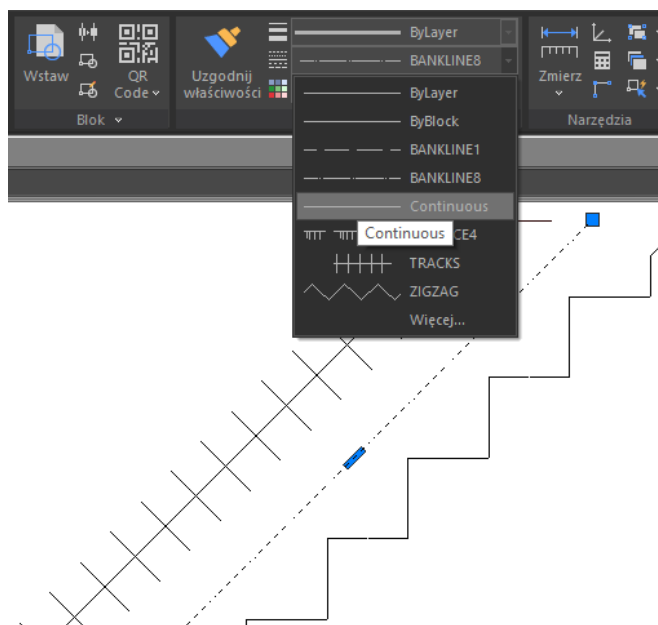 Wstaw
QR
Code
Uzgodnij
właściwości
Blok
ByLayer
BANKLINE8
Zmierz
Narzędzia
ByLayer
ByBlock
BANKLINE1
BANKLINE8
Continuous
Continuous
CE4
TRACKS
ZIGZAG
Więcej...